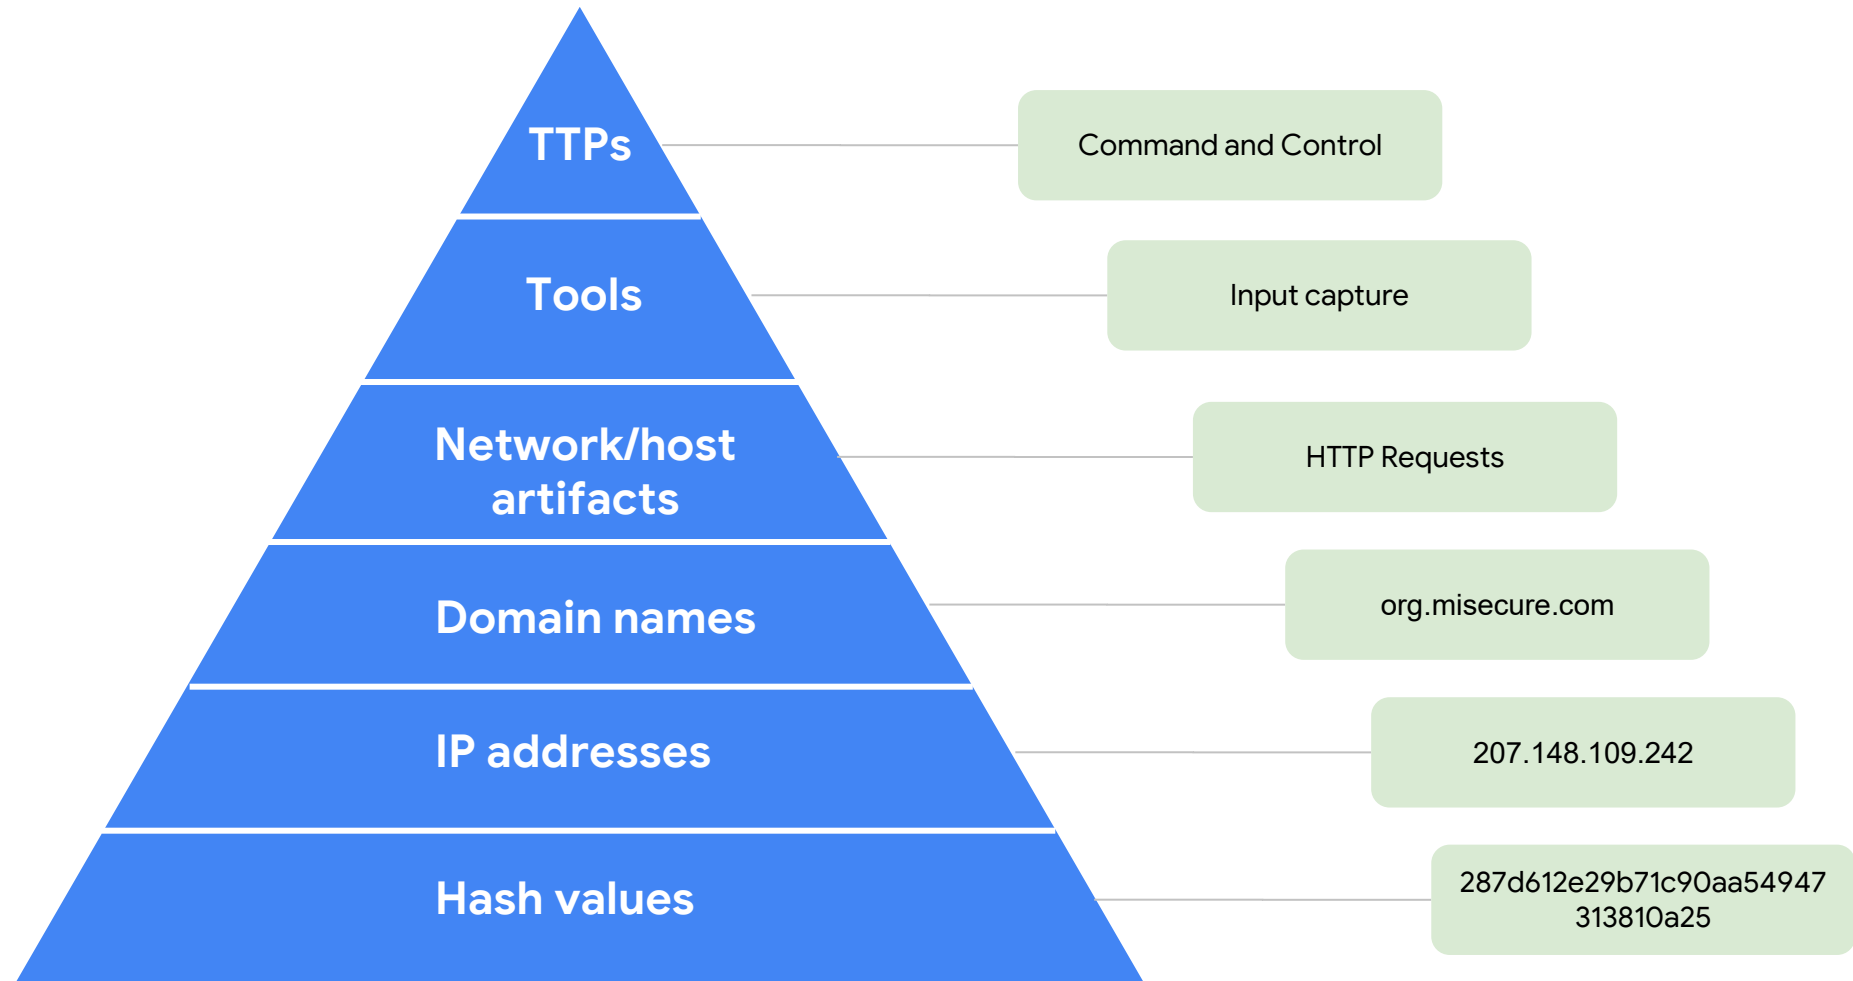 TTPs
Command and Control
Tools
Input capture
Network/host
artifacts
HTTP Requests
Domain names
org.misecure.com
IP addresses
207.148.109.242
Hash values
287d612e29b71c90aa54947
313810a25